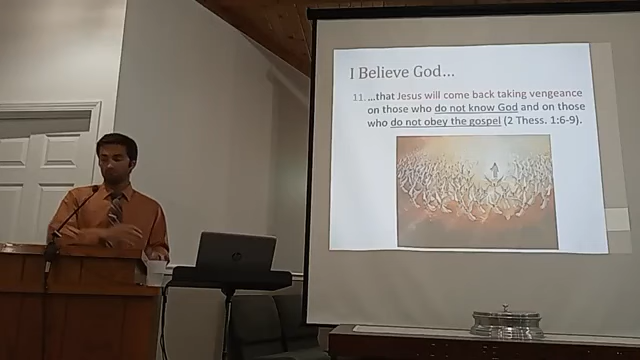 I Believe God...
11. ...that Jesus will come back taking vengeance
on those who do not know God and on those
who do not obey the gospel (2 Thess. 1:6-9).
hp